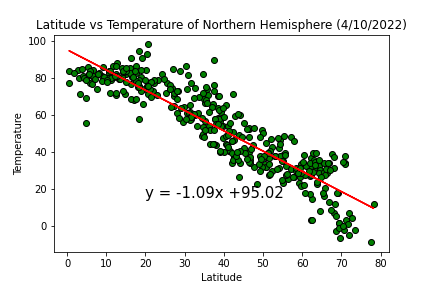 Latitude vs Temperature of Northern Hemisphere (4/10/2022)
100
80
60
40
20
0
Temperature
y = -1.09x +95.02
0 10 20 30 40 50 60 70 80
Latitude